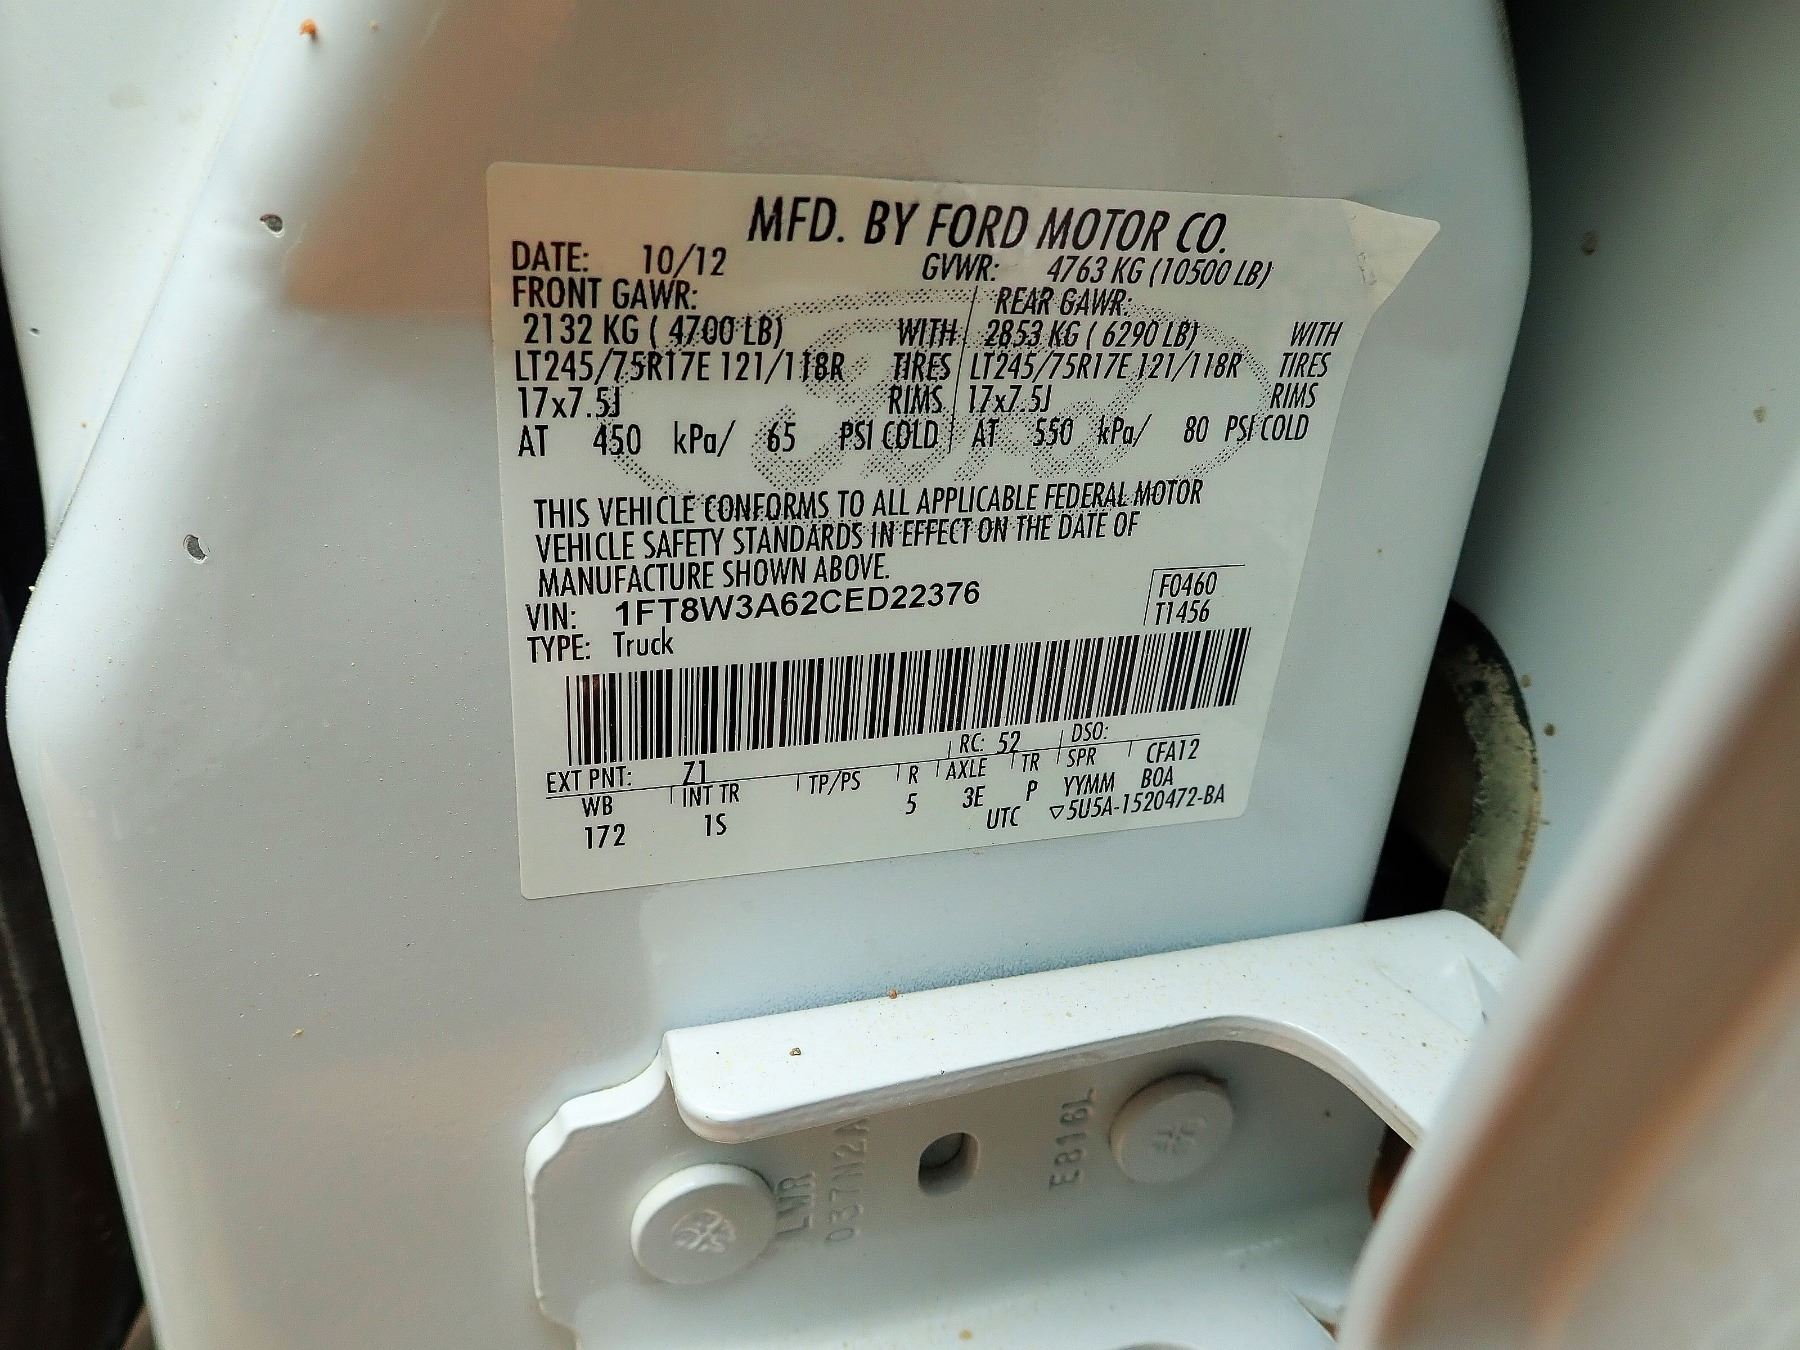 MFD. BY FORD MOTOR CO.
DATE: 10/12 GVWR: 4763 KG (10500 LB)
FRONT GAWR: REAR GAWR:
2132 KG ( 4700 LB) WITH 2853 KG ( 6290 LB) WITH
LT245/75R17E 121/118R TIRES LT245/75R17E 121/118R TIRES
17x7.5J RIMS 17x7.5J RIMS
AT 450 kPa/ 65 PSI COLD AT 550 kPa/ 80 PSI COLD
THIS VEHICLE CONFORMS TO ALL APPLICABLE FEDERAL MOTOR
VEHICLE SAFETY STANDARDS IN EFFECT ON THE DATE OF
MANUFACTURE SHOWN ABOVE.
VIN: 1FT8W3A62CED22376 F0460
TYPE: Truck T1456
EXT PNT: Z1 RC: 52 DSO:
WB INT TR TP/PS R AXLE TR SPR CFA12
172 1S 5 3E P YYMM BOA
UTC ▽5U5A-1520472-BA
LWR
037N2A
E816L